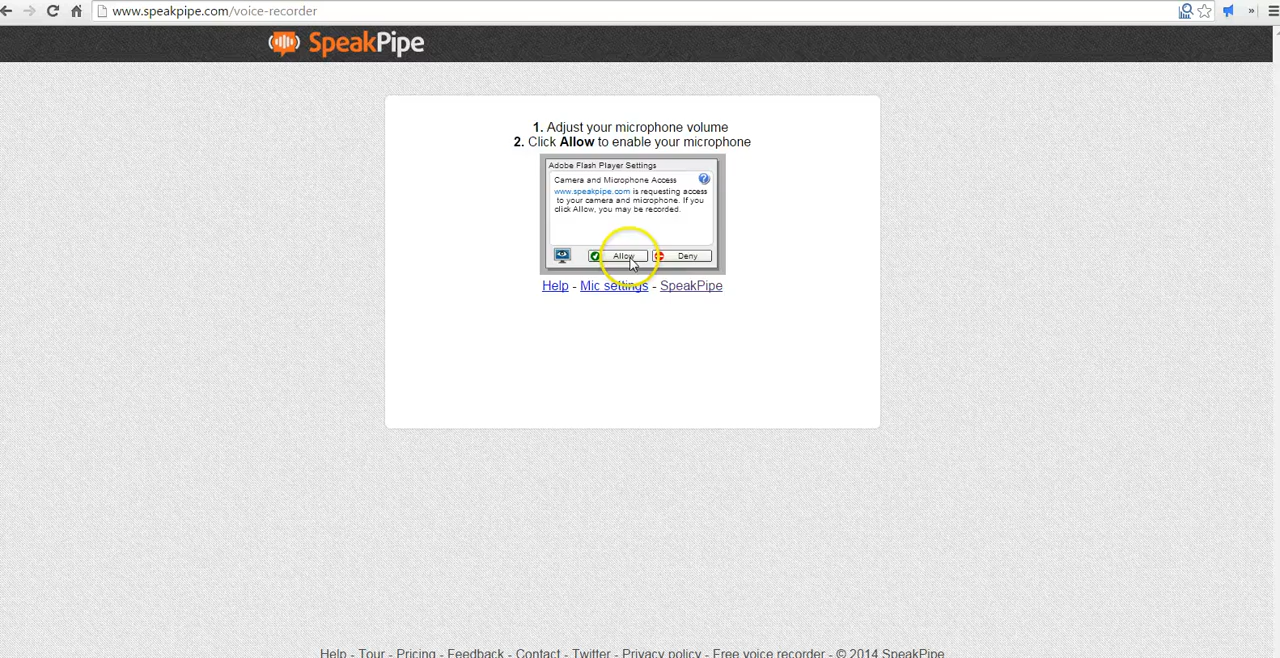 www.speakpipe.com/voice-recorder
»
SpeakPipe
1. Adjust your microphone volume
2. Click Allow to enable your microphone
Adobe Flash Player Settings
Camera and Microphone Access
?
www.speakpipe.com is requesting access
to your camera and microphone. If you
click Allow, you may be recorded.
Allow Deny
Help - Mic settings - SpeakPipe
Help - Tour - Pricing - Feedback - Contact - Twitter - Privacy policy - Free voice recorder - © 2014 SpeakPipe